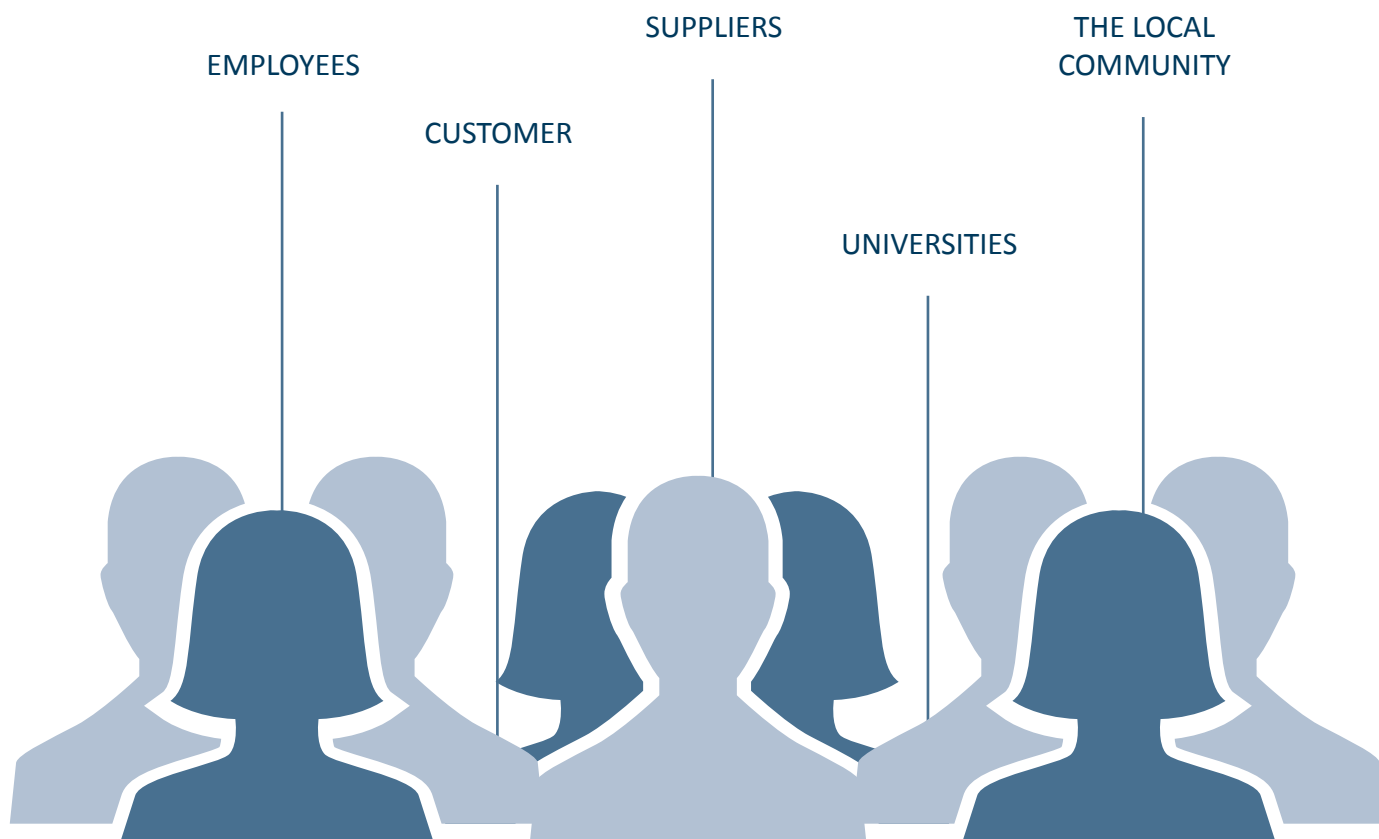 EMPLOYEES
CUSTOMER
SUPPLIERS
UNIVERSITIES
THE LOCAL
COMMUNITY